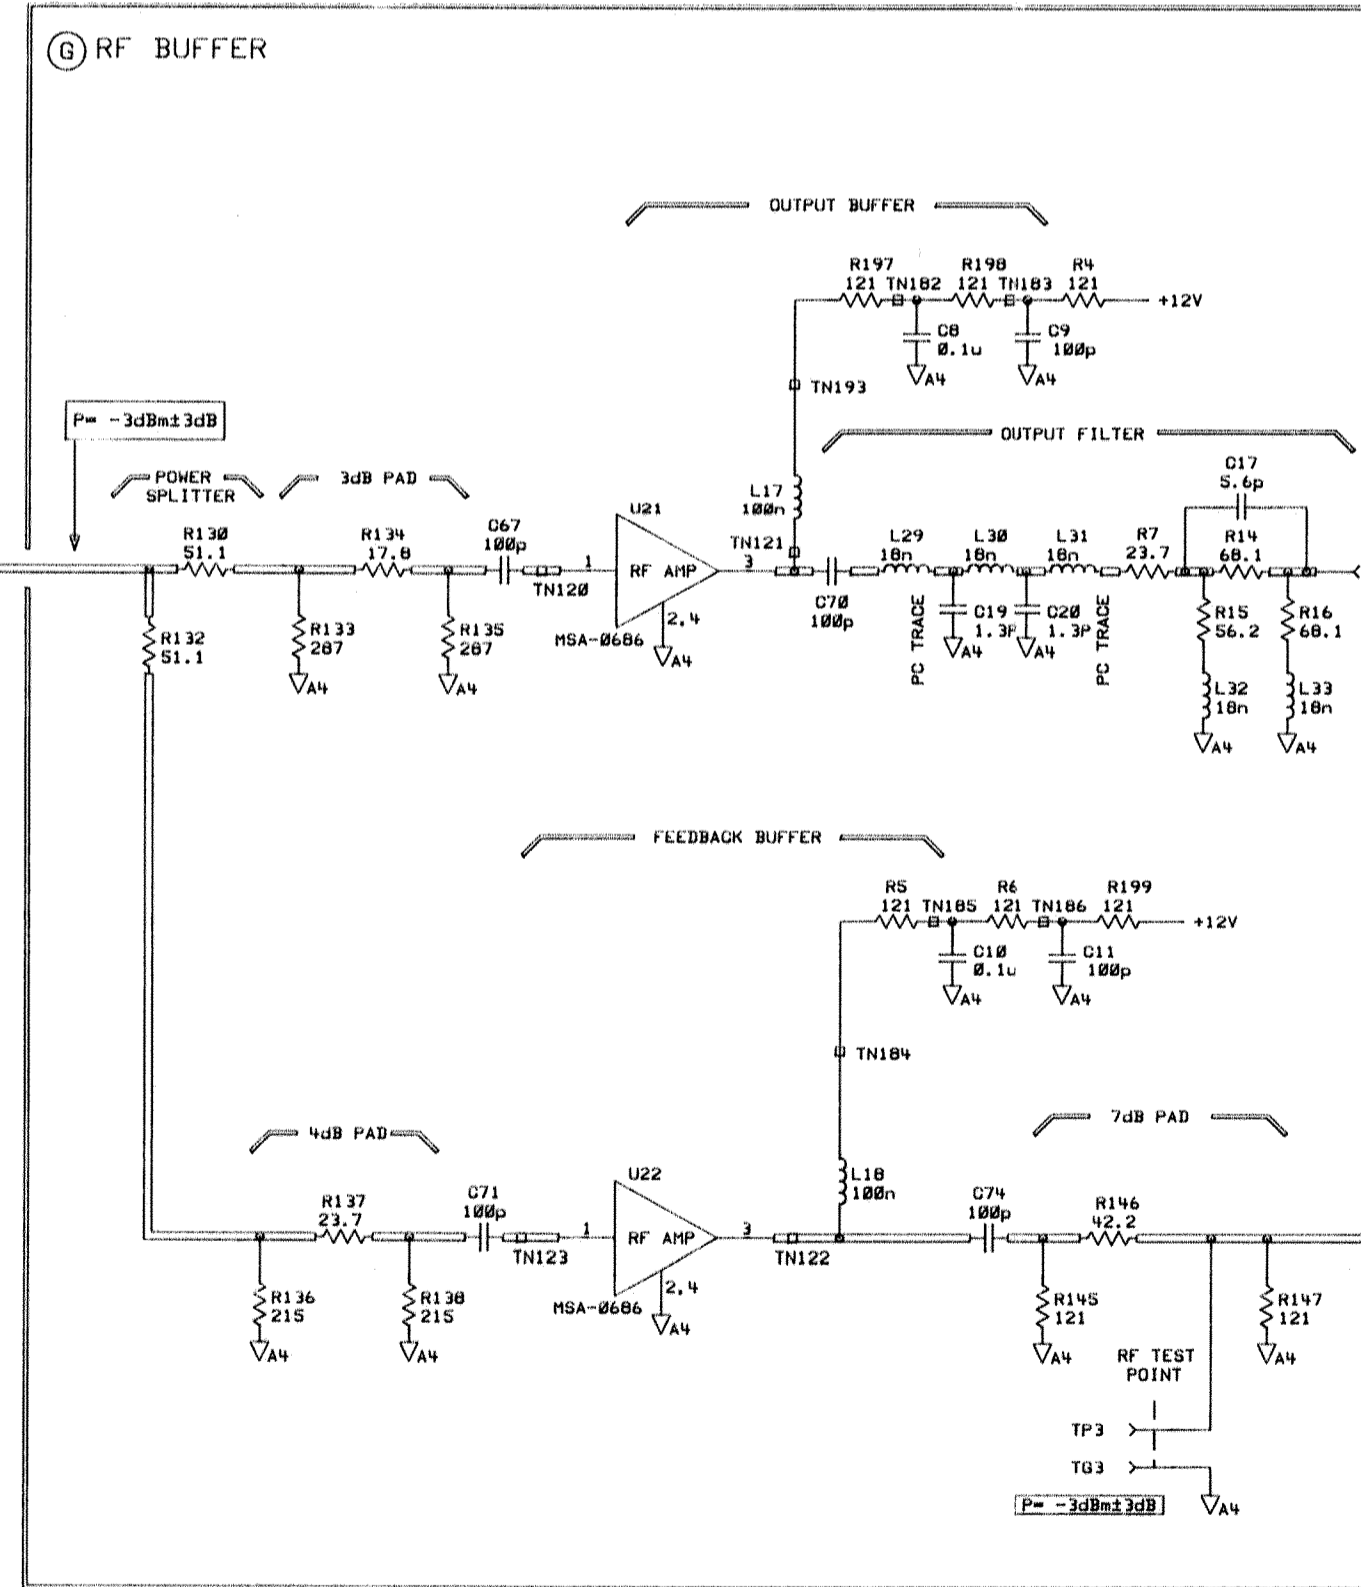 G RF BUFFER
OUTPUT BUFFER
R197
121
TN182
R198
121
TN183
R4
121
+12V
C8
0.1u
A4
C9
100p
A4
TN193
P= -3dBm±3dB
OUTPUT FILTER
POWER
SPLITTER
3dB PAD
C17
5.6p
L17
100n
R130
51.1
R134
17.8
C67
100p
U21
TN121
L29
18n
L30
18n
L31
18n
R7
23.7
R14
68.1
TN120
1
RF AMP
3
2,4
MSA-0686
A4
C70
100p
PC TRACE
C19
1.3P
A4
C20
1.3P
A4
PC TRACE
R15
56.2
R16
68.1
R132
51.1
R133
287
A4
R135
287
A4
L32
18n
A4
L33
18n
A4
FEEDBACK BUFFER
R5
121
TN185
R6
121
TN186
R199
121
+12V
C10
0.1u
A4
C11
100p
A4
TN184
4dB PAD
7dB PAD
R137
23.7
C71
100p
U22
L18
100n
C74
100p
R146
42.2
TN123
1
RF AMP
3
TN122
2,4
MSA-0686
A4
R136
215
A4
R138
215
A4
R145
121
A4
R147
121
A4
RF TEST
POINT
TP3
TG3
P= -3dBm±3dB
A4